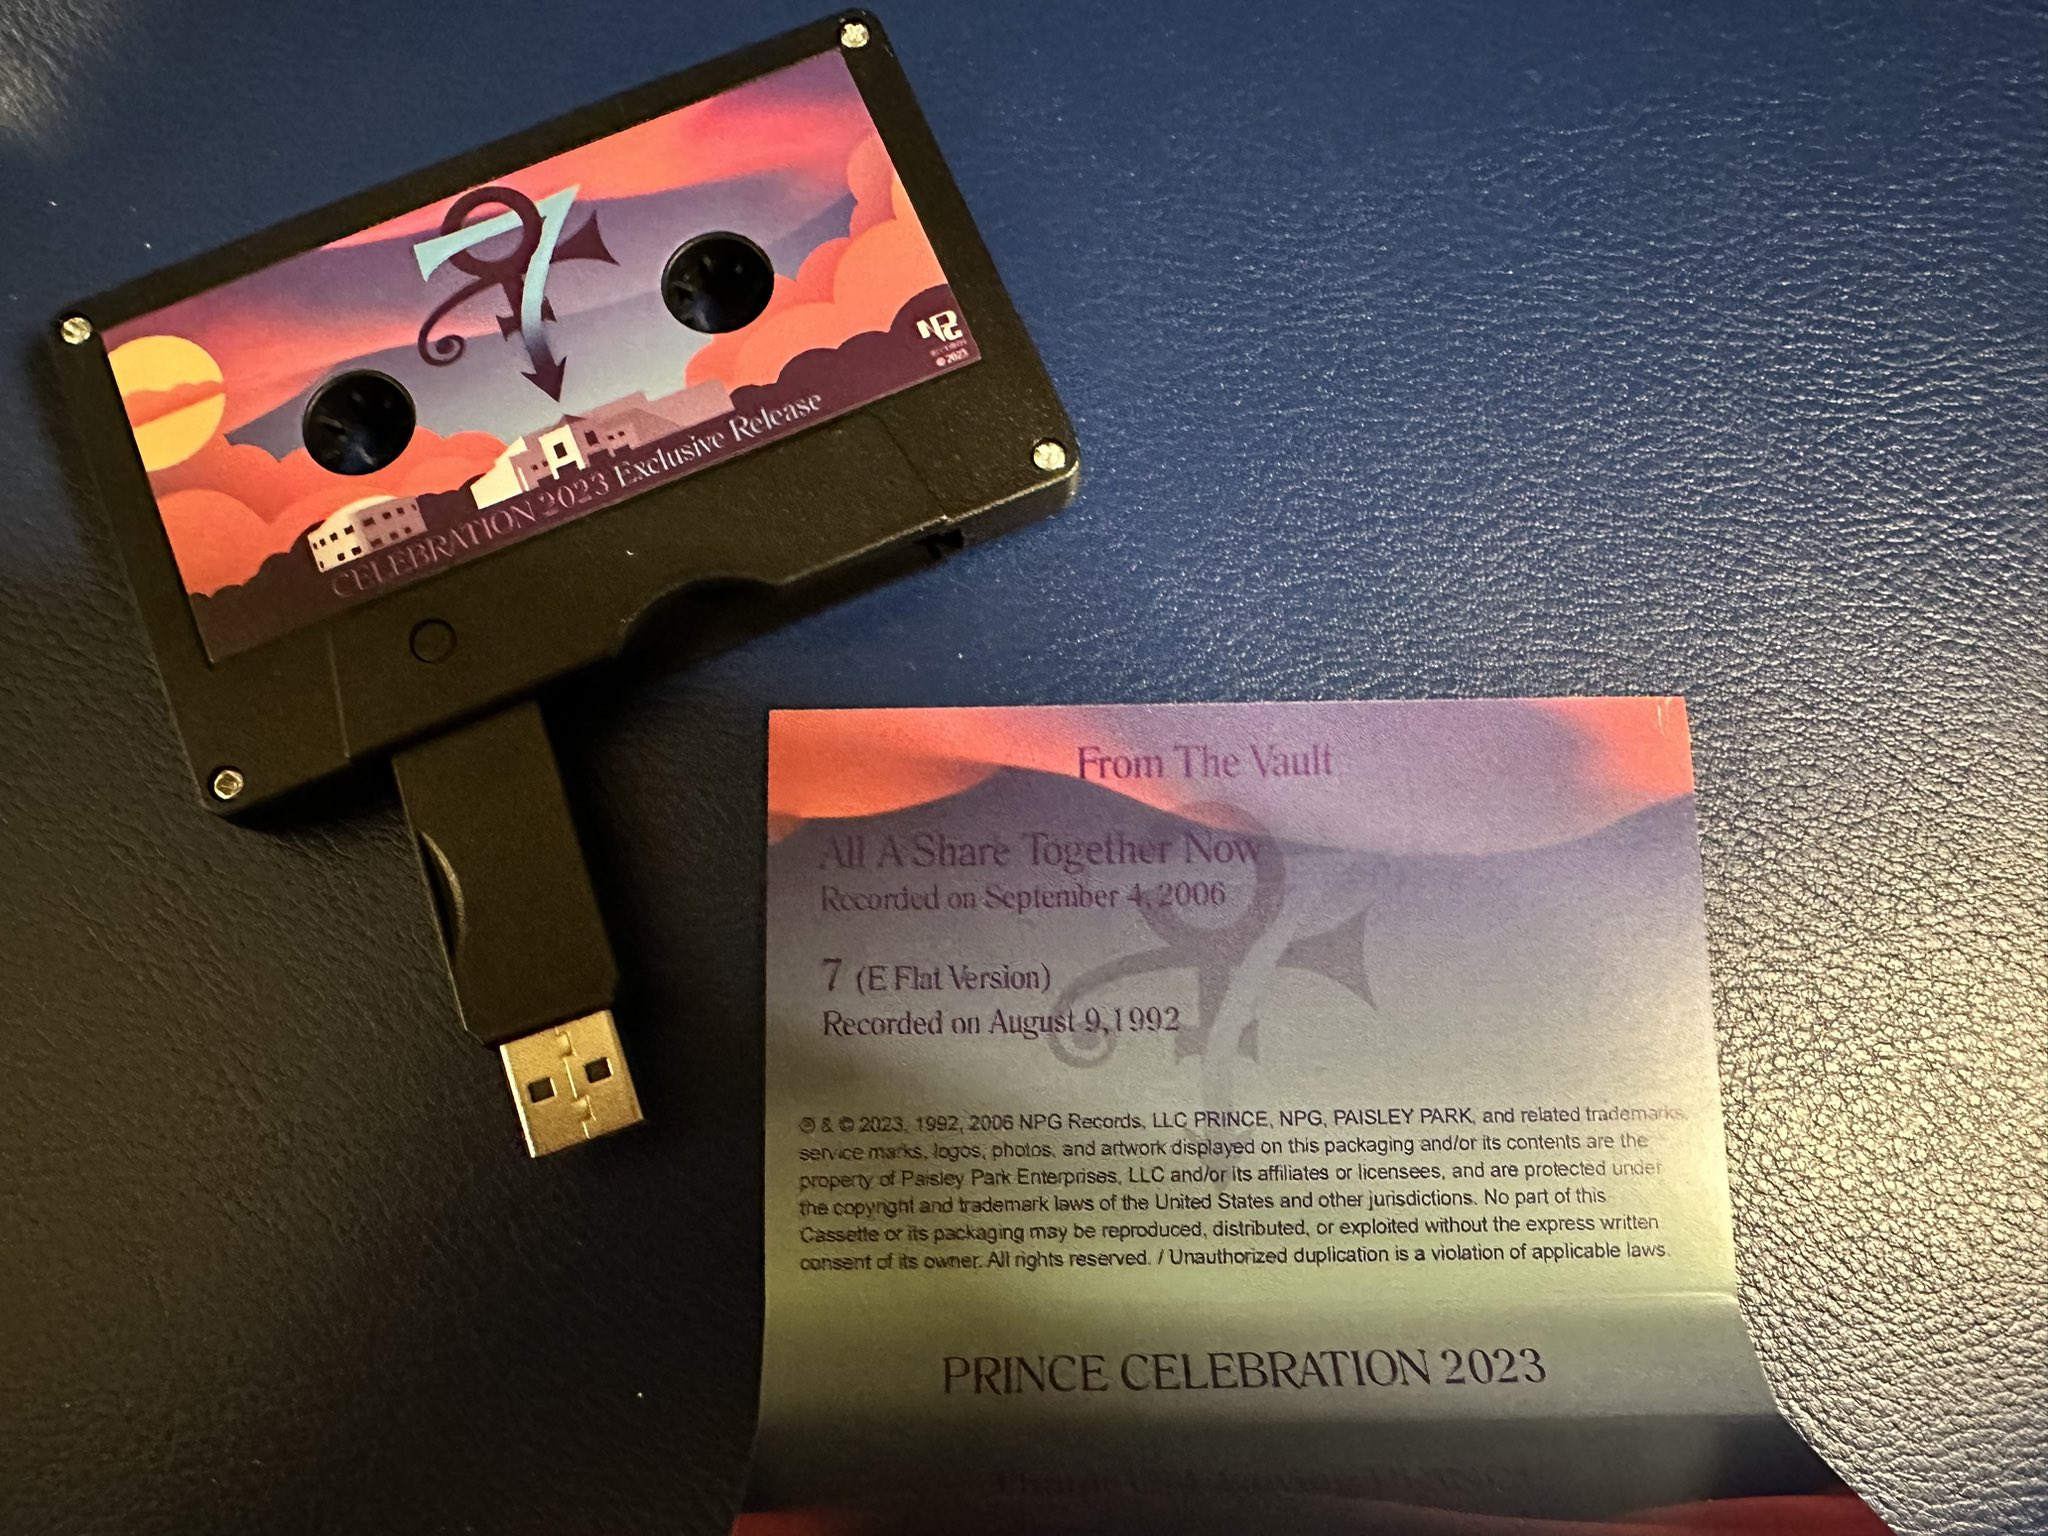 7
NPG
RECORDS
© 2023
CELEBRATION 2023 Exclusive Release
From The Vault
All A Share Together Now
Recorded on September 4, 2006
7 (E Flat Version)
Recorded on August 9,1992
℗ & © 2023, 1992, 2006 NPG Records, LLC PRINCE, NPG, PAISLEY PARK, and related trademarks,
service marks, logos, photos, and artwork displayed on this packaging and/or its contents are the
property of Paisley Park Enterprises, LLC and/or its affiliates or licensees, and are protected under
the copyright and trademark laws of the United States and other jurisdictions. No part of this
Cassette or its packaging may be reproduced, distributed, or exploited without the express written
consent of its owner. All rights reserved. / Unauthorized duplication is a violation of applicable laws.
PRINCE CELEBRATION 2023